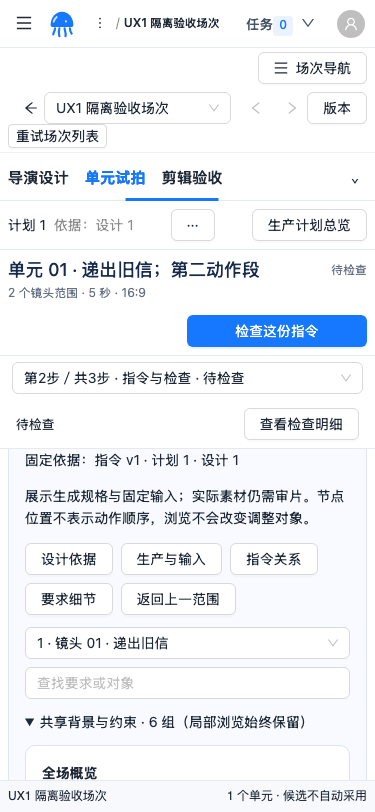 ⋮ / UX1 隔离验收场次 任务 0
场次导航
UX1 隔离验收场次 版本
重试场次列表
导演设计 单元试拍 剪辑验收
计划 1 依据：设计 1 ... 生产计划总览
单元 01 · 递出旧信；第二动作段 待检查
2 个镜头范围 · 5 秒 · 16:9
检查这份指令
第2步 / 共3步 · 指令与检查 · 待检查
待检查 查看检查明细
固定依据：指令 v1 · 计划 1 · 设计 1
展示生成规格与固定输入；实际素材仍需审片。节点
位置不表示动作顺序，浏览不会改变调整对象。
设计依据 生产与输入 指令关系
要求细节 返回上一范围
1 · 镜头 01 · 递出旧信
查找要求或对象
▼ 共享背景与约束 · 6 组（局部浏览始终保留）
全场概览
UX1 隔离验收场次 1 个单元 · 候选不自动采用